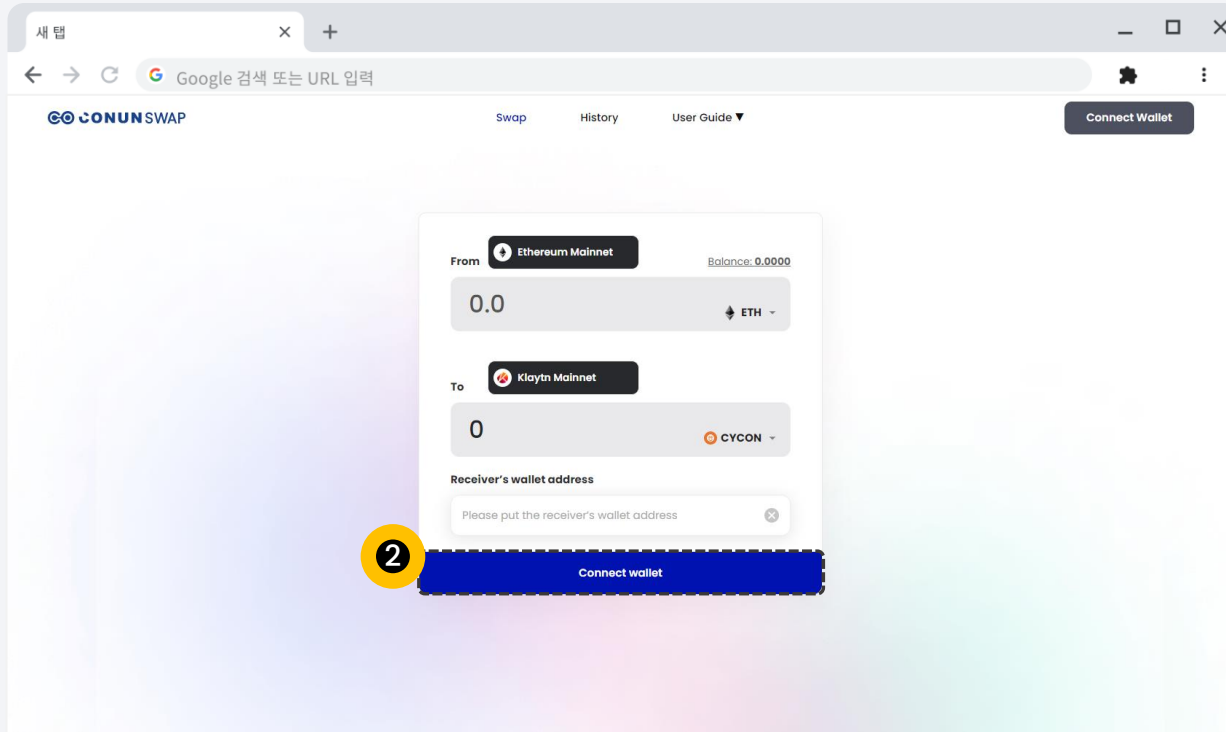 새 탭
Google 검색 또는 URL 입력
CONUN SWAP
Swap
History
User Guide ▼
Connect Wallet
From
Ethereum Mainnet
Balance: 0.0000
0.0
ETH
To
Klaytn Mainnet
0
CYCON
Receiver's wallet address
Please put the receiver's wallet address
2
Connect wallet